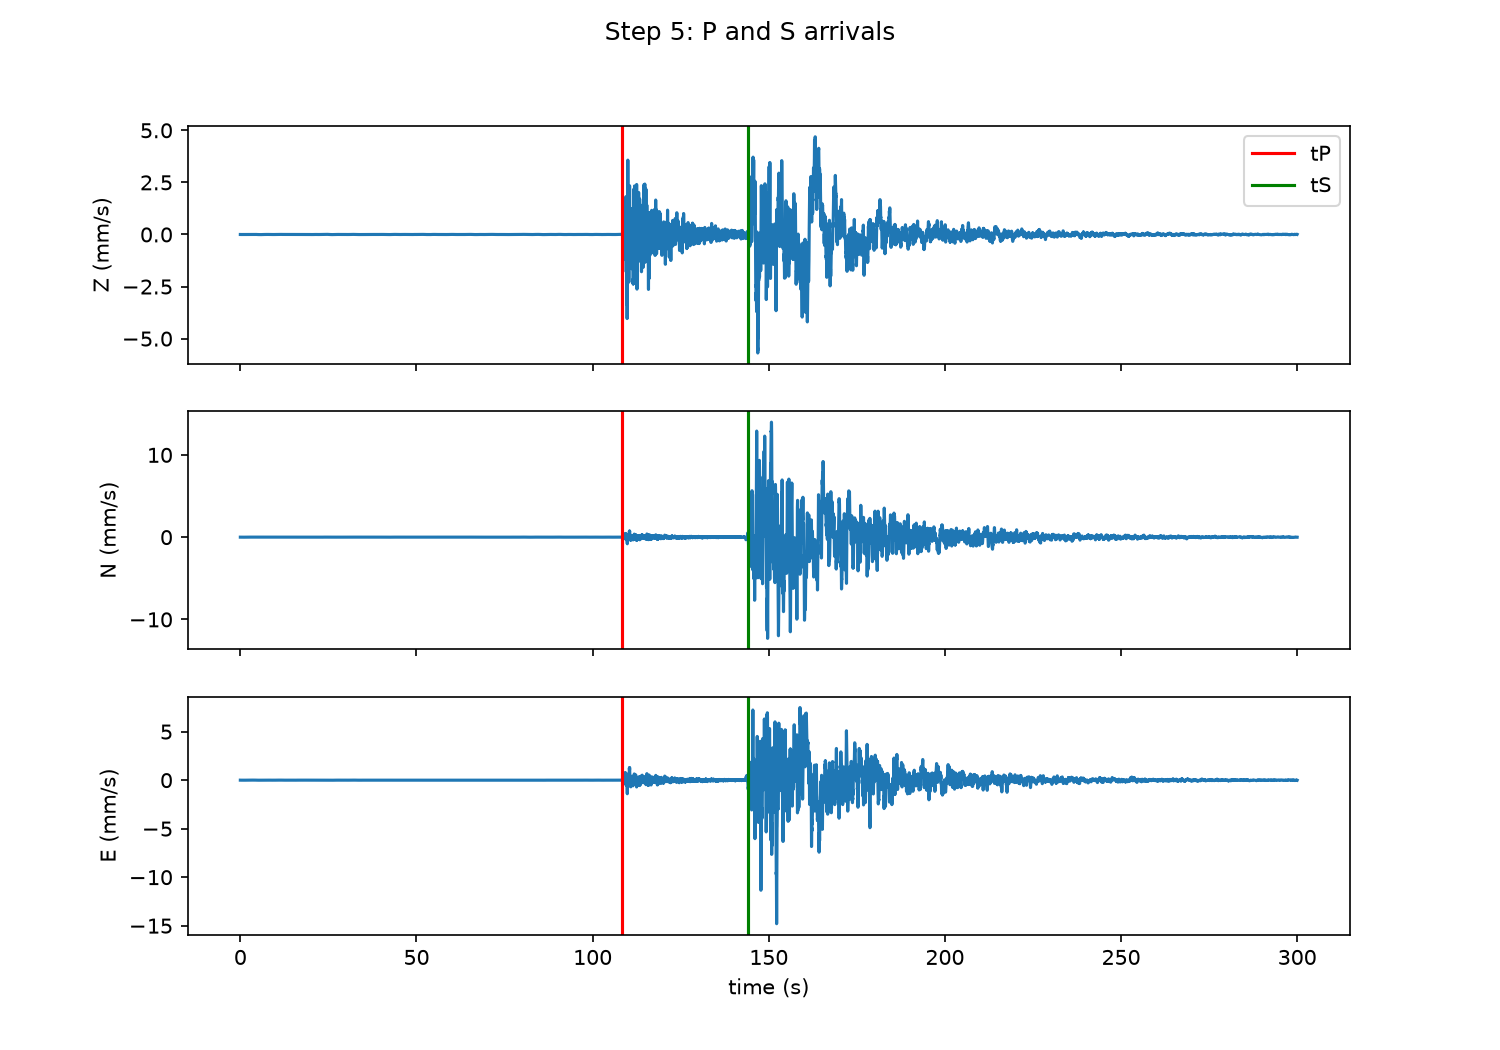 Step 5: P and S arrivals
5.0
2.5
0.0
−2.5
−5.0
Z (mm/s)
tP
tS
10
0
−10
N (mm/s)
5
0
−5
−10
−15
E (mm/s)
0 50 100 150 200 250 300
time (s)